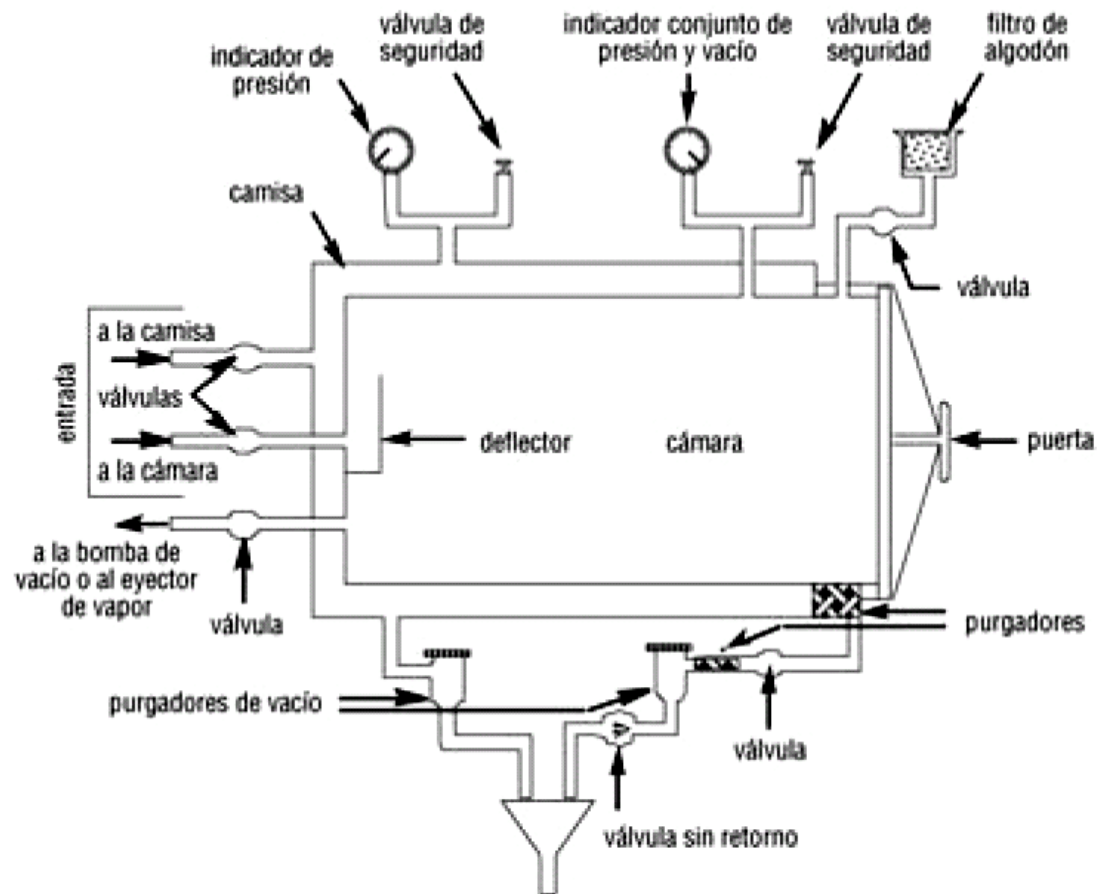 indicador de
presión
válvula de
seguridad
indicador conjunto de
presión y vacío
válvula de
seguridad
filtro de
algodón
camisa
válvula
entrada
a la camisa
válvulas
a la cámara
deflector
cámara
puerta
a la bomba de
vacío o al eyector
de vapor
válvula
purgadores
purgadores de vacío
válvula
válvula sin retorno